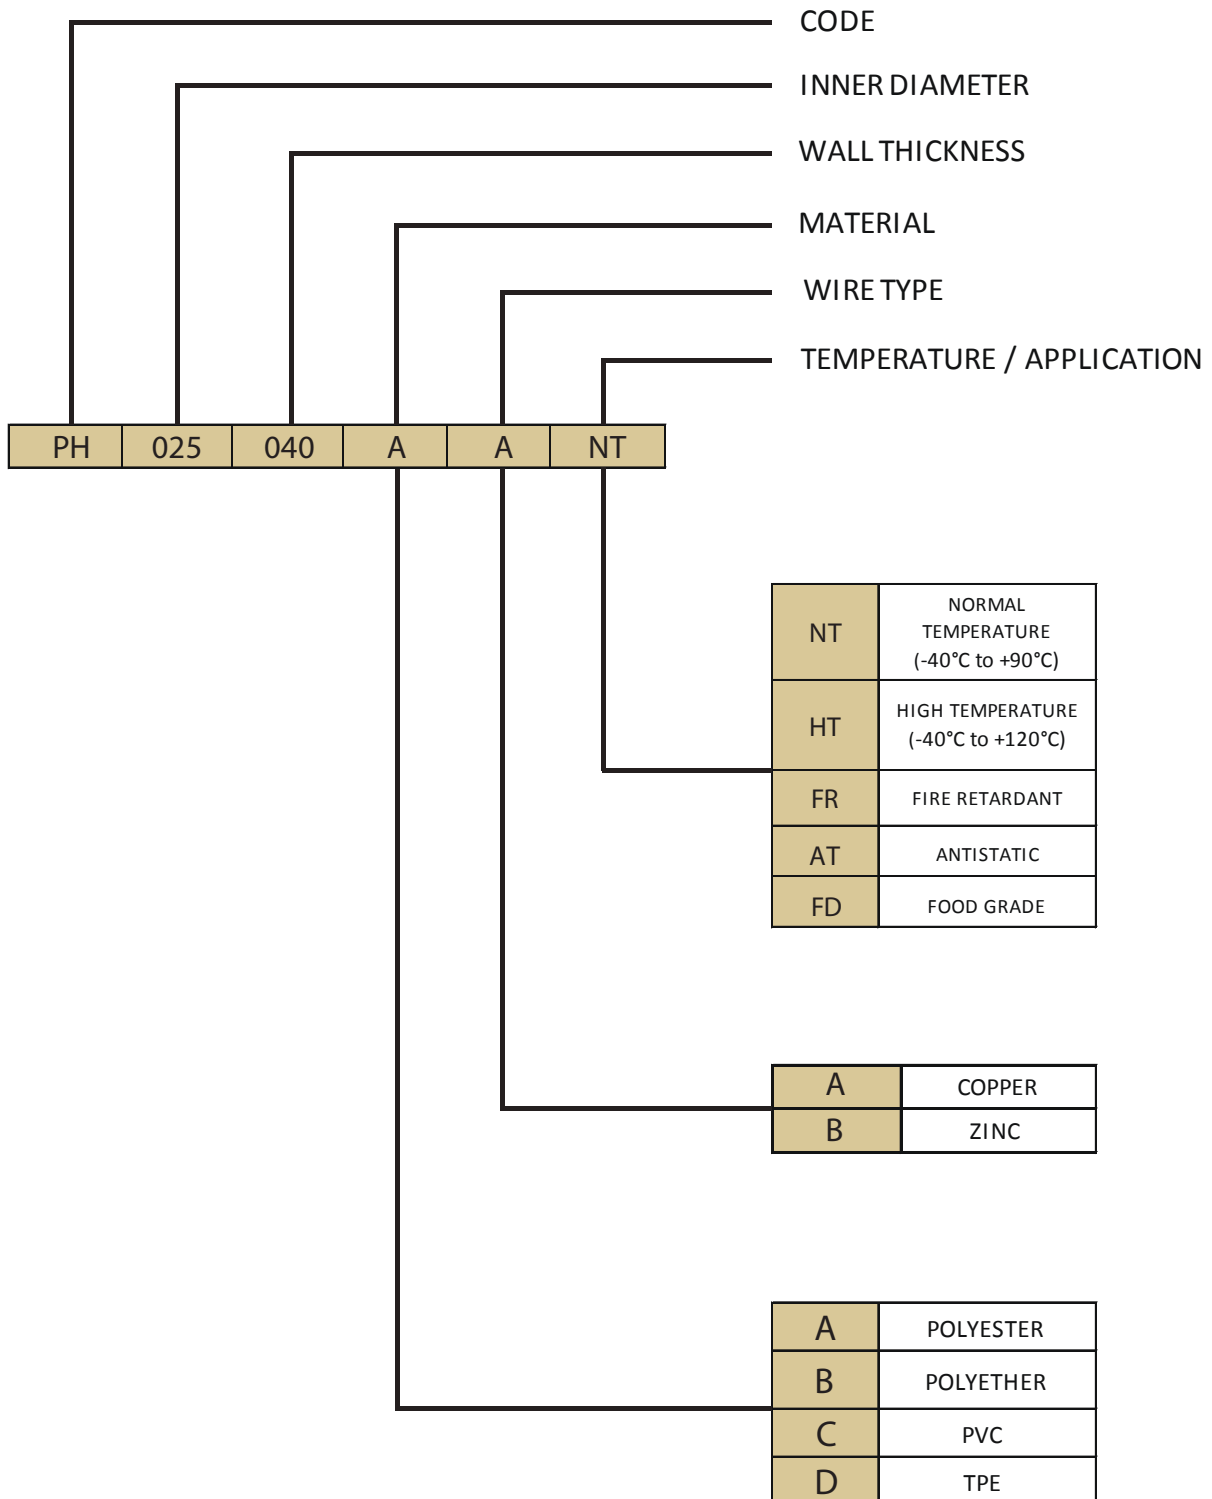 CODE
INNER DIAMETER
WALL THICKNESS
MATERIAL
WIRE TYPE
TEMPERATURE / APPLICATION
PH 025 040 A A NT
NT NORMAL
TEMPERATURE
(-40°C to +90°C)
HT HIGH TEMPERATURE
(-40°C to +120°C)
FR FIRE RETARDANT
AT ANTISTATIC
FD FOOD GRADE
A COPPER
B ZINC
A POLYESTER
B POLYETHER
C PVC
D TPE